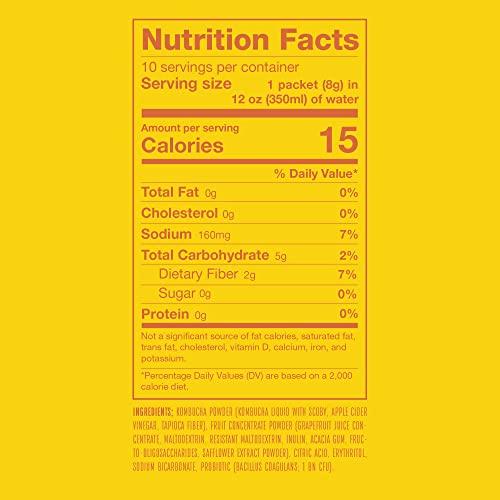 Nutrition Facts
10 servings per container
Serving size 1 packet (8g) in
12 oz (350ml) of water
Amount per serving
Calories 15
% Daily Value*
Total Fat 0g 0%
Cholesterol 0g 0%
Sodium 160mg 7%
Total Carbohydrate 5g 2%
Dietary Fiber 2g 7%
Sugar 0g 0%
Protein 0g 0%
Not a significant source of fat calories, saturated fat,
trans fat, cholesterol, vitamin D, calcium, iron, and
potassium.
*Percentage Daily Values (DV) are based on a 2,000
calorie diet.
INGREDIENTS: KOMBUCHA POWDER (KOMBUCHA LIQUID WITH SCOBY, APPLE CIDER
VINEGAR, TAPIOCA FIBER), FRUIT CONCENTRATE POWDER (GRAPEFRUIT JUICE CON-
CENTRATE, MALTODEXTRIN, RESISTANT MALTODEXTRIN, INULIN, ACACIA GUM, FRUC-
TO-OLIGOSACCHARIDES, SAFFLOWER EXTRACT POWDER), CITRIC ACID, ERYTHRITOL,
SODIUM BICARBONATE, PROBIOTIC (BACILLUS COAGULANS; 1 BN CFU).